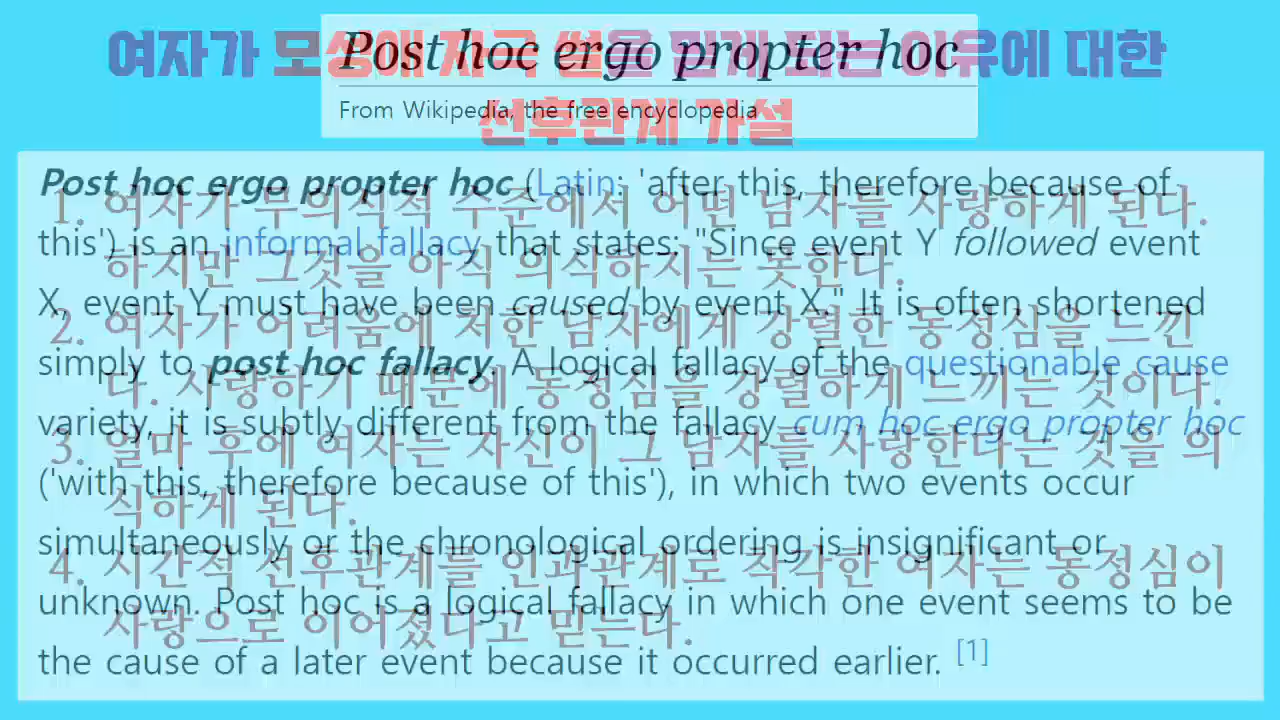 여자가 모성애 자극 썰을 믿게 되는 이유에 대한
선후관계 가설
1. 여자가 무의식적 수준에서 어떤 남자를 사랑하게 된다.
하지만 그것을 아직 의식하지는 못한다.
2. 여자가 어려움에 처한 남자에게 강렬한 동정심을 느낀
다. 사랑하기 때문에 동정심을 강렬하게 느끼는 것이다.
3. 얼마 후에 여자는 자신이 그 남자를 사랑한다는 것을 의
식하게 된다.
4. 시간적 선후관계를 인과관계로 착각한 여자는 동정심이
사랑으로 이어졌다고 믿는다.
Post hoc ergo propter hoc
From Wikipedia, the free encyclopedia
Post hoc ergo propter hoc (Latin: 'after this, therefore because of
this') is an informal fallacy that states: "Since event Y followed event
X, event Y must have been caused by event X." It is often shortened
simply to post hoc fallacy. A logical fallacy of the questionable cause
variety, it is subtly different from the fallacy cum hoc ergo propter hoc
('with this, therefore because of this'), in which two events occur
simultaneously or the chronological ordering is insignificant or
unknown. Post hoc is a logical fallacy in which one event seems to be
the cause of a later event because it occurred earlier. [1]